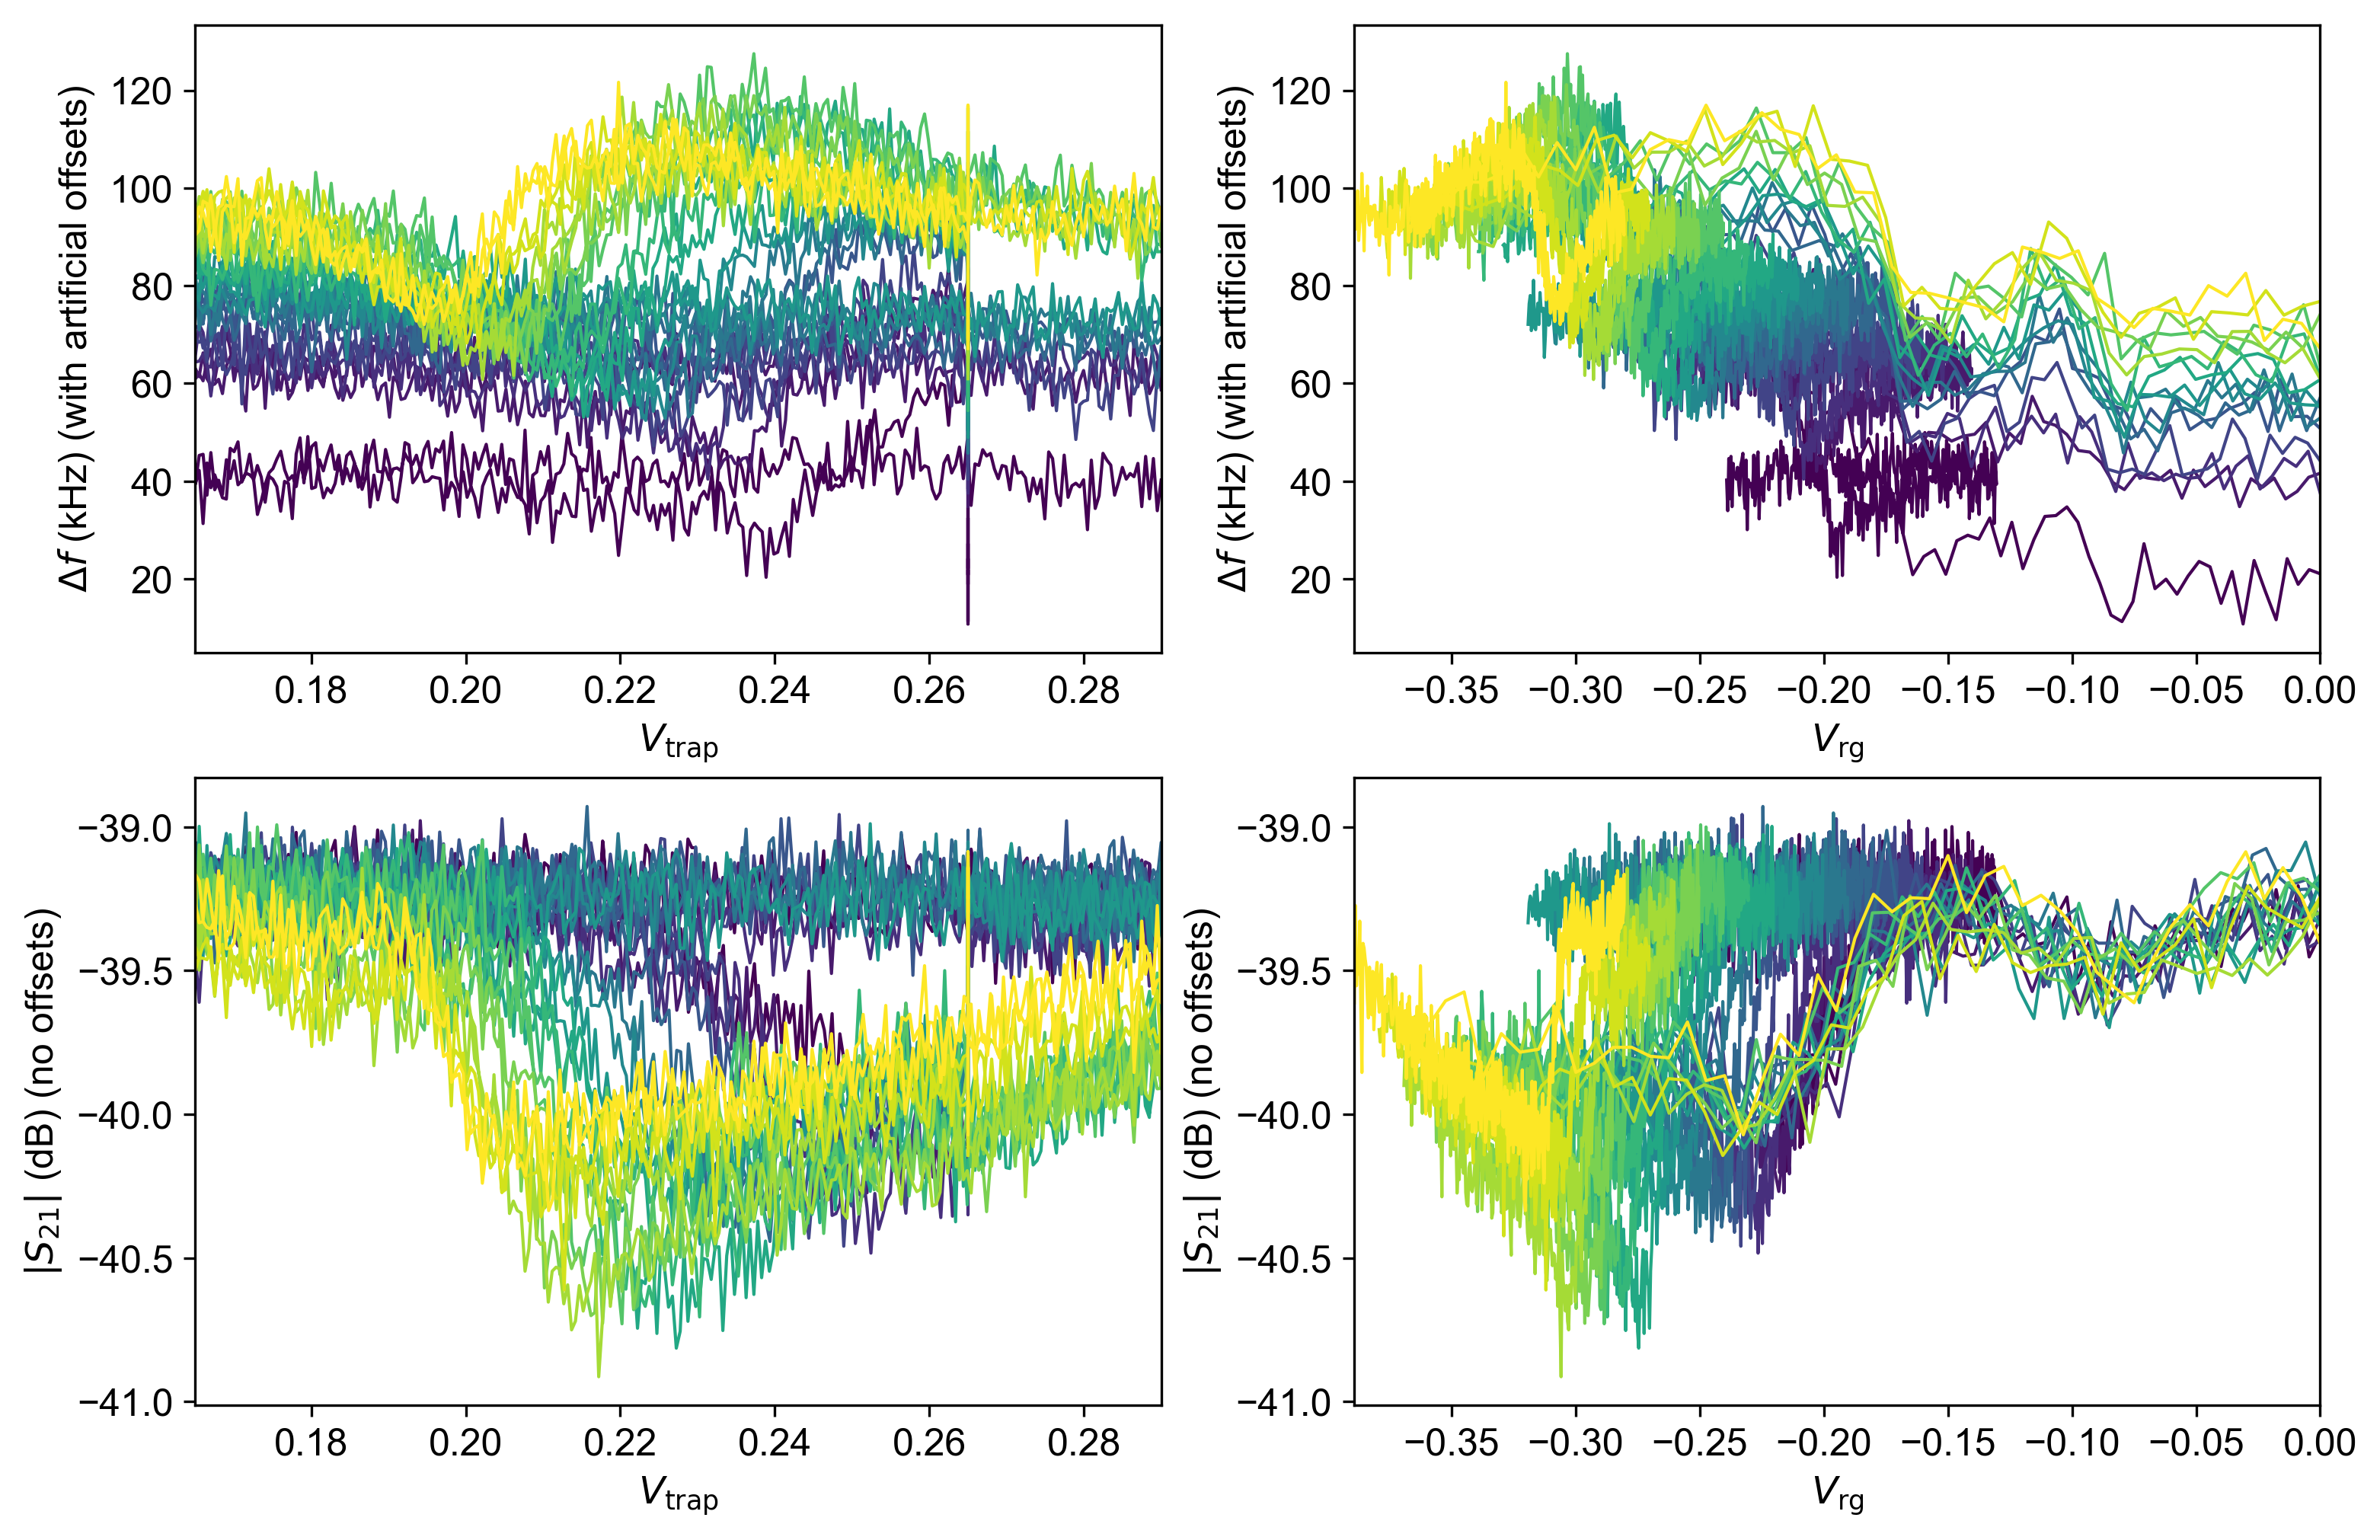 120
100
80
60
40
20
Δf (kHz) (with artificial offsets)
0.18 0.20 0.22 0.24 0.26 0.28
V_trap
120
100
80
60
40
20
Δf (kHz) (with artificial offsets)
−0.35 −0.30 −0.25 −0.20 −0.15 −0.10 −0.05 0.00
V_rg
−39.0
−39.5
−40.0
−40.5
−41.0
|S_21| (dB) (no offsets)
0.18 0.20 0.22 0.24 0.26 0.28
V_trap
−39.0
−39.5
−40.0
−40.5
−41.0
|S_21| (dB) (no offsets)
−0.35 −0.30 −0.25 −0.20 −0.15 −0.10 −0.05 0.00
V_rg